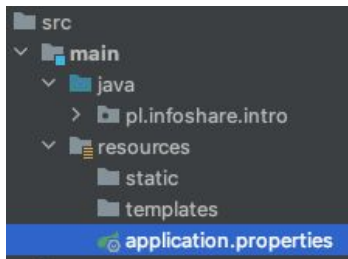 src
main
java
pl.infoshare.intro
resources
static
templates
application.properties